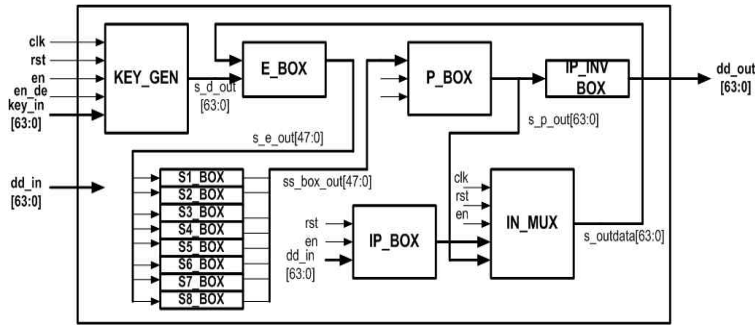 clk
rst
en
en_de
key_in
[63:0]
KEY_GEN
s_d_out
[63:0]
E_BOX
P_BOX
IP_INV
BOX
dd_out
[63:0]
s_p_out[63:0]
s_e_out[47:0]
dd_in
[63:0]
S1_BOX
S2_BOX
S3_BOX
S4_BOX
S5_BOX
S6_BOX
S7_BOX
S8_BOX
ss_box_out[47:0]
rst
en
dd_in
[63:0]
IP_BOX
clk
rst
en
IN_MUX
s_outdata[63:0]